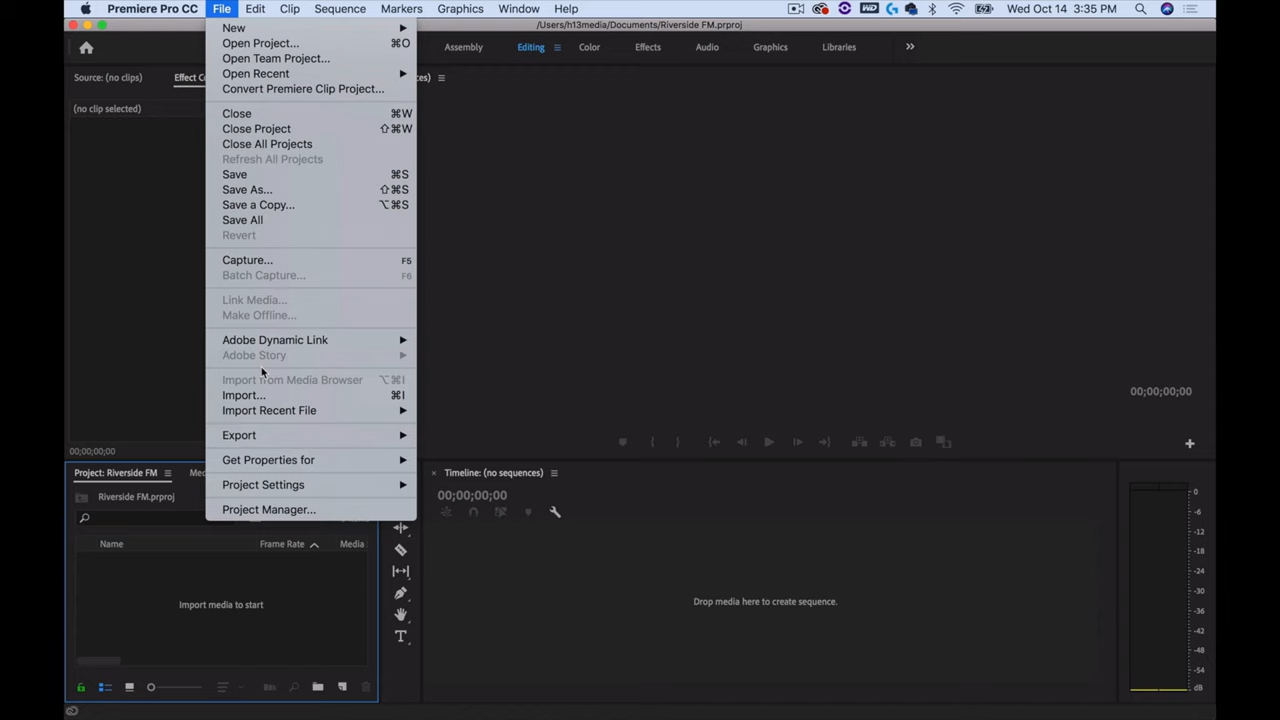 Premiere Pro CC File Edit Clip Sequence Markers Graphics Window Help Wed Oct 14 3:35 PM
/Users/h13media/Documents/Riverside FM.prproj
Assembly Editing Color Effects Audio Graphics Libraries
Source: (no clips) Effect Co ces)
(no clip selected)
New
Open Project... ⌘O
Open Team Project...
Open Recent
Convert Premiere Clip Project...
Close ⌘W
Close Project ⇧⌘W
Close All Projects
Refresh All Projects
Save ⌘S
Save As... ⇧⌘S
Save a Copy... ⌥⌘S
Save All
Revert
Capture... F5
Batch Capture... F6
Link Media...
Make Offline...
Adobe Dynamic Link
Adobe Story
Import from Media Browser ⌥⌘I
Import... ⌘I
Import Recent File
Export
Get Properties for
Project Settings
Project Manager...
00;00;00;00
00;00;00;00
Project: Riverside FM Me
Riverside FM.prproj
Name Frame Rate Media
Import media to start
Timeline: (no sequences)
00;00;00;00
Drop media here to create sequence.
0
-6
-12
-18
-24
-30
-36
-42
-48
-54
dB